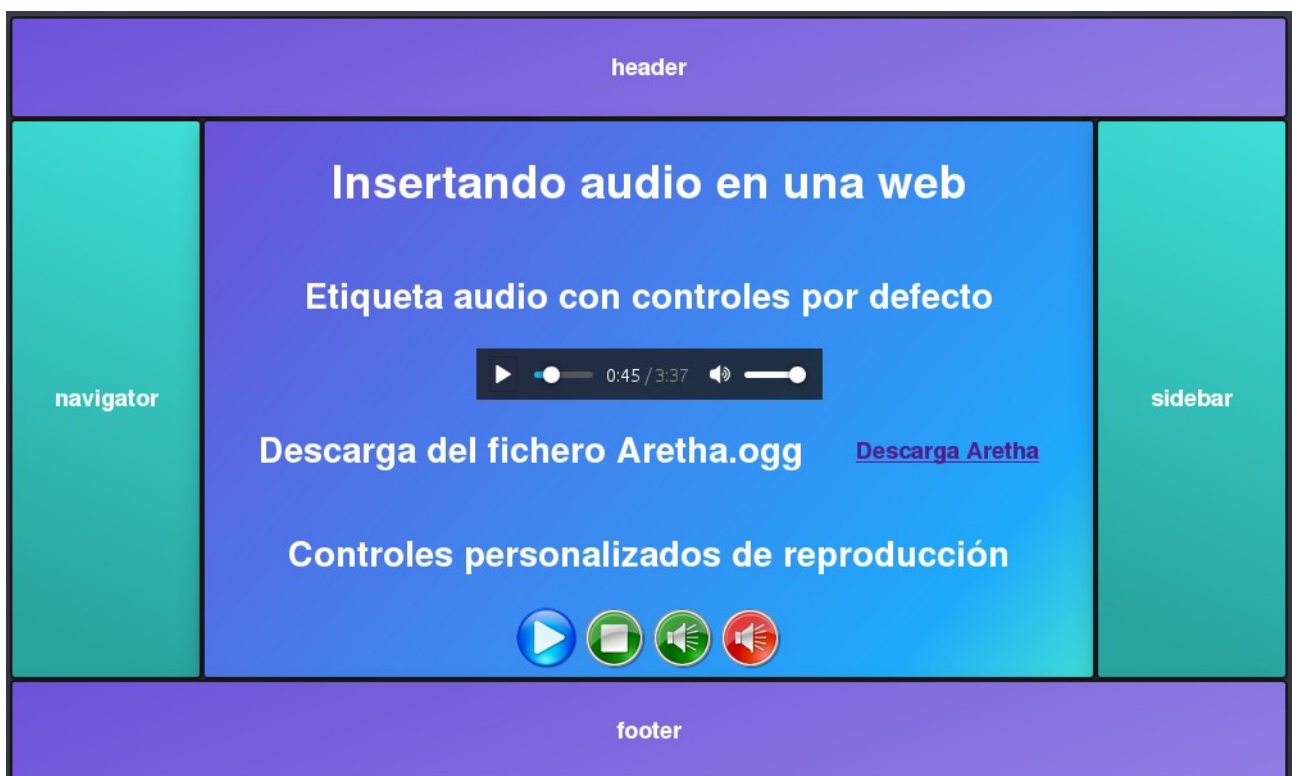 header
Insertando audio en una web
Etiqueta audio con controles por defecto
navigator
0:45 / 3:37
sidebar
Descarga del fichero Aretha.ogg
Descarga Aretha
Controles personalizados de reproducción
footer